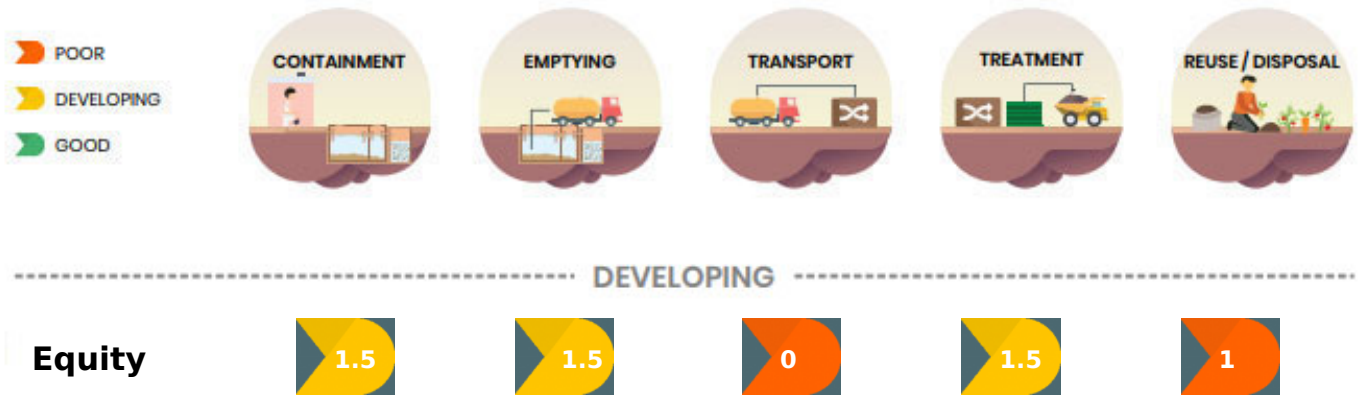 POOR
DEVELOPING
GOOD
CONTAINMENT
EMPTYING
TRANSPORT
TREATMENT
REUSE / DISPOSAL
DEVELOPING
Equity 1.5 1.5 0 1.5 1